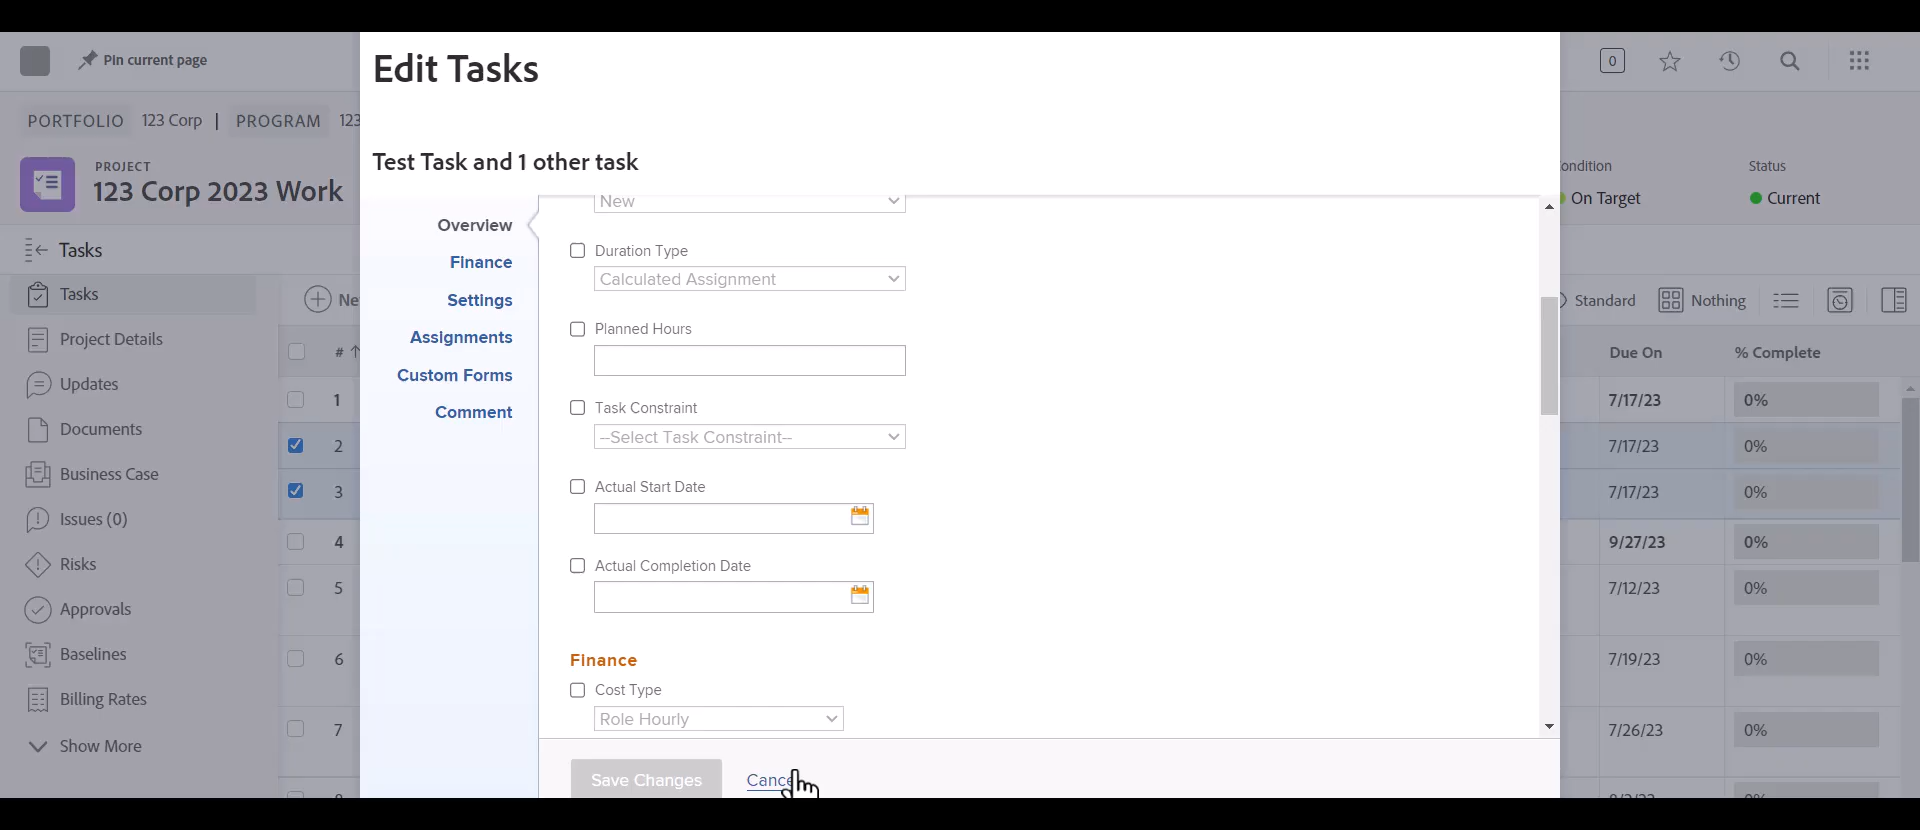 Pin current page
0
PORTFOLIO 123 Corp | PROGRAM 123
PROJECT
123 Corp 2023 Work
Condition
On Target
Status
Current
Tasks
Tasks
Project Details
Updates
Documents
Business Case
Issues (0)
Risks
Approvals
Baselines
Billing Rates
Show More
#
1
2
3
4
5
6
7
Edit Tasks
Test Task and 1 other task
Overview
Finance
Settings
Assignments
Custom Forms
Comment
New
Duration Type
Calculated Assignment
Planned Hours
Task Constraint
--Select Task Constraint--
Actual Start Date
Actual Completion Date
Finance
Cost Type
Role Hourly
Save Changes
Cancel
Standard
Nothing
Due On % Complete
7/17/23 0%
7/17/23 0%
7/17/23 0%
9/27/23 0%
7/12/23 0%
7/19/23 0%
7/26/23 0%